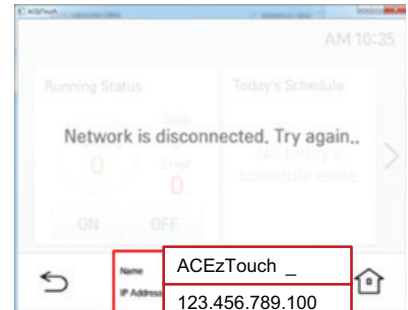 ACEzTouch
AM 10:35
Running Status
Today's Schedule
Stop
Network is disconnected. Try again..
0
Error
No today's
0
schedule exist.
ON
OFF
Name
ACEzTouch _
IP Address
123.456.789.100